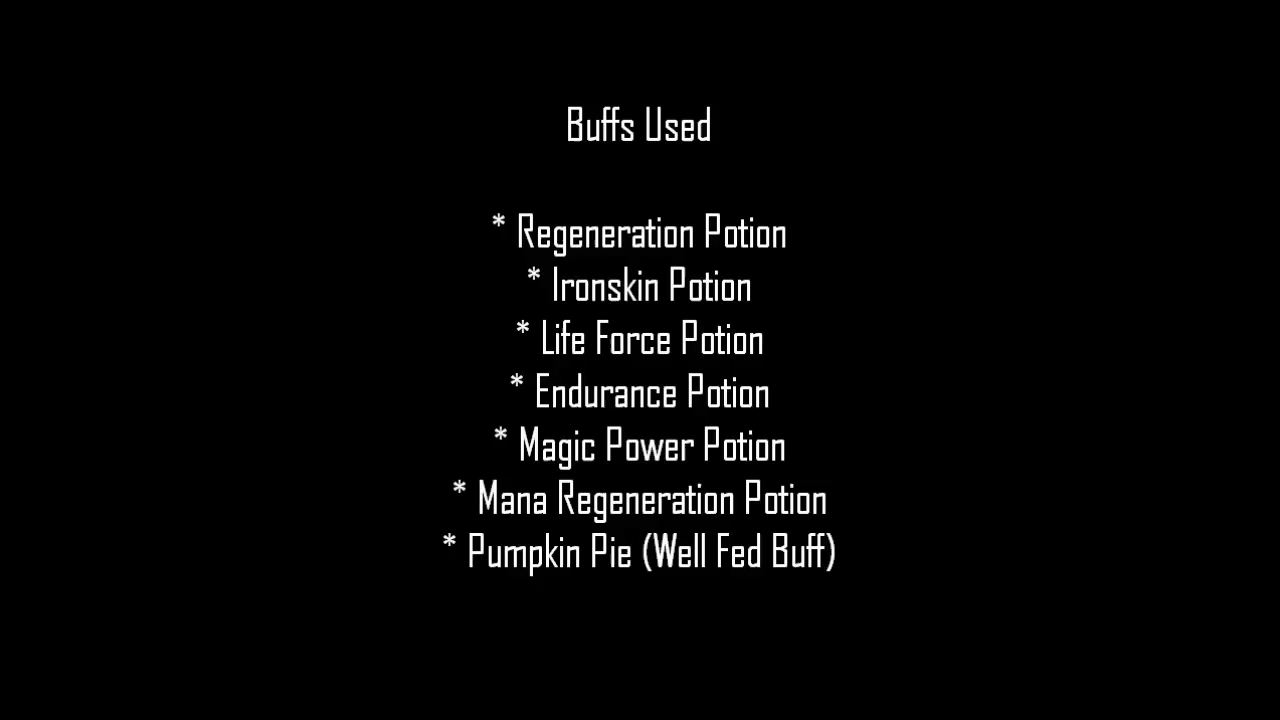 Buffs Used
* Regeneration Potion
* Ironskin Potion
* Life Force Potion
* Endurance Potion
* Magic Power Potion
* Mana Regeneration Potion
* Pumpkin Pie (Well Fed Buff)